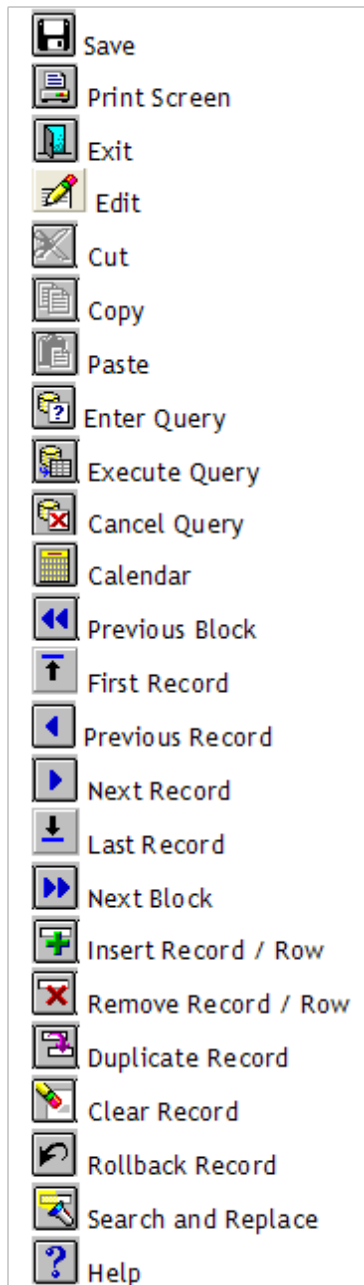 Save
Print Screen
Exit
Edit
Cut
Copy
Paste
Enter Query
Execute Query
Cancel Query
Calendar
Previous Block
First Record
Previous Record
Next Record
Last Record
Next Block
Insert Record / Row
Remove Record / Row
Duplicate Record
Clear Record
Rollback Record
Search and Replace
Help